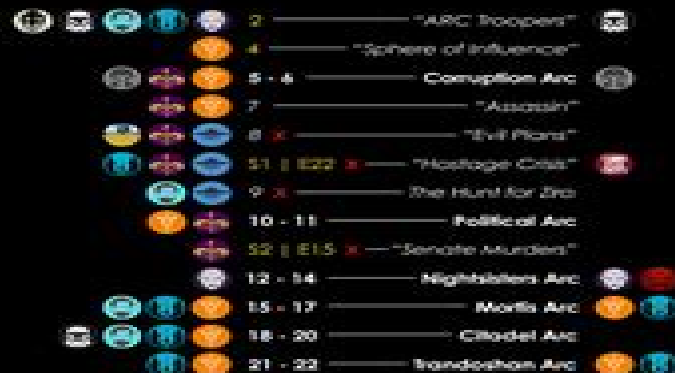 2 "ARC Troopers"
4 "Sphere of Influence"
5 - 6 Corruption Arc
7 "Assassin"
8 x "Evil Plans"
S1 | E22 x "Hostage Crisis"
9 x The Hunt for Ziro
10 - 11 Political Arc
S2 | E15 x "Senate Murders"
12 - 14 Nightsisters Arc
15 - 17 Mortis Arc
18 - 20 Citadel Arc
21 - 22 Trandoshan Arc